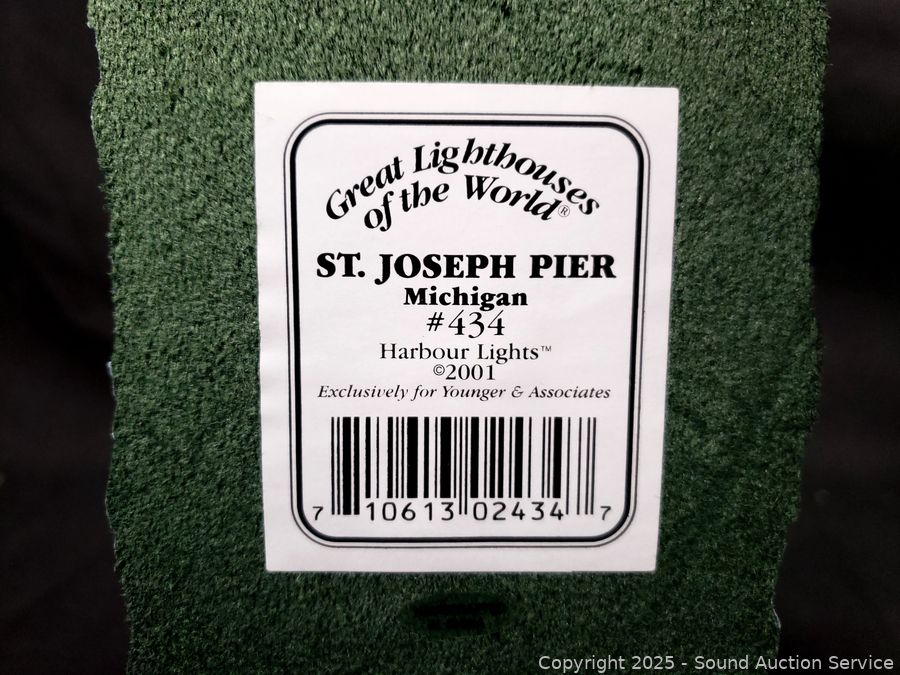 Great Lighthouses
of the World®
ST. JOSEPH PIER
Michigan
#434
Harbour Lights™
©2001
Exclusively for Younger & Associates
7 10613 02434 7
Copyright 2025 - Sound Auction Service